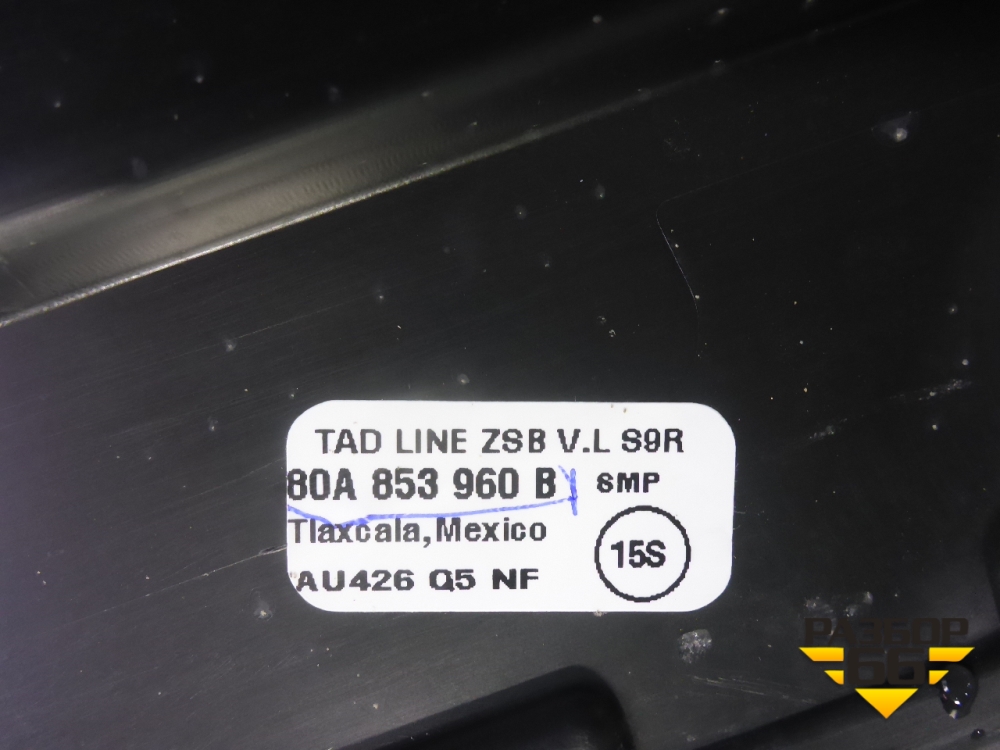 TAD LINE ZSB V.L S9R
80A 853 960 B SMP
Tlaxcala, Mexico
AU426 Q5 NF
15S
РАЗБОР
66